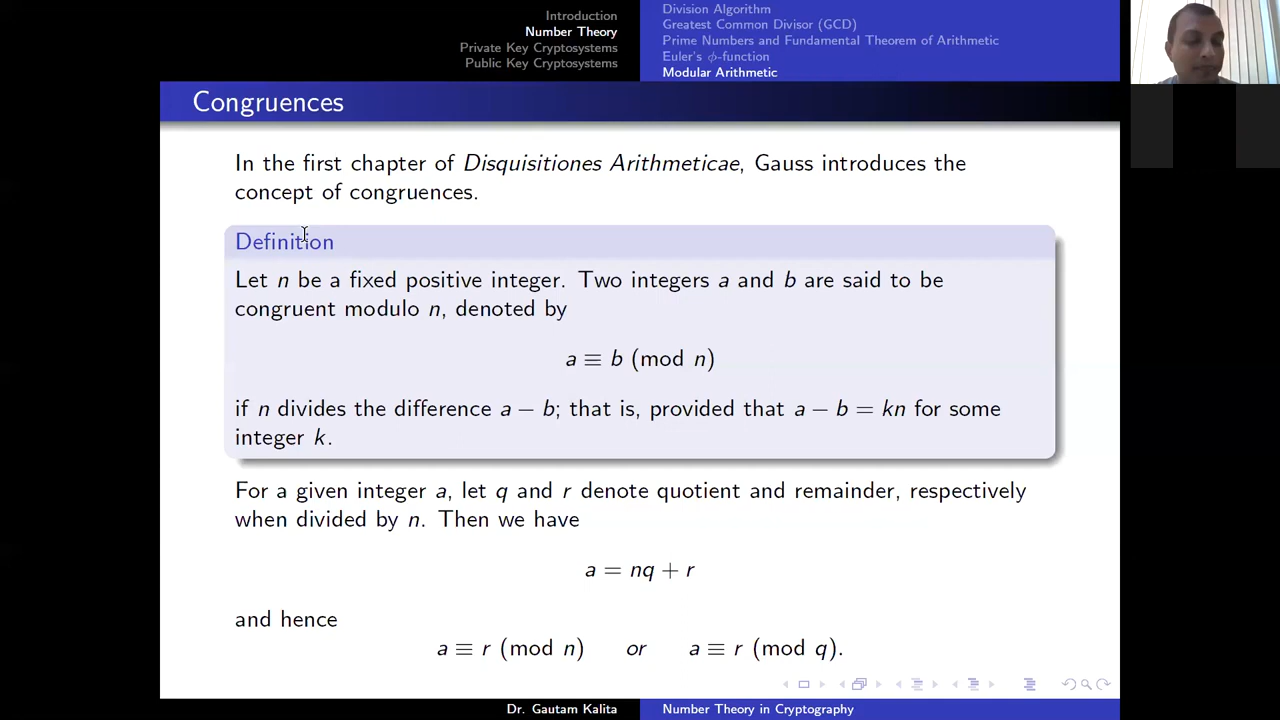 Introduction
Number Theory
Private Key Cryptosystems
Public Key Cryptosystems
Division Algorithm
Greatest Common Divisor (GCD)
Prime Numbers and Fundamental Theorem of Arithmetic
Euler's ϕ-function
Modular Arithmetic
Congruences
In the first chapter of Disquisitiones Arithmeticae, Gauss introduces the
concept of congruences.
Definition
Let n be a fixed positive integer. Two integers a and b are said to be
congruent modulo n, denoted by
a ≡ b (mod n)
if n divides the difference a − b; that is, provided that a − b = kn for some
integer k.
For a given integer a, let q and r denote quotient and remainder, respectively
when divided by n. Then we have
a = nq + r
and hence
a ≡ r (mod n) or a ≡ r (mod q).
Dr. Gautam Kalita
Number Theory in Cryptography